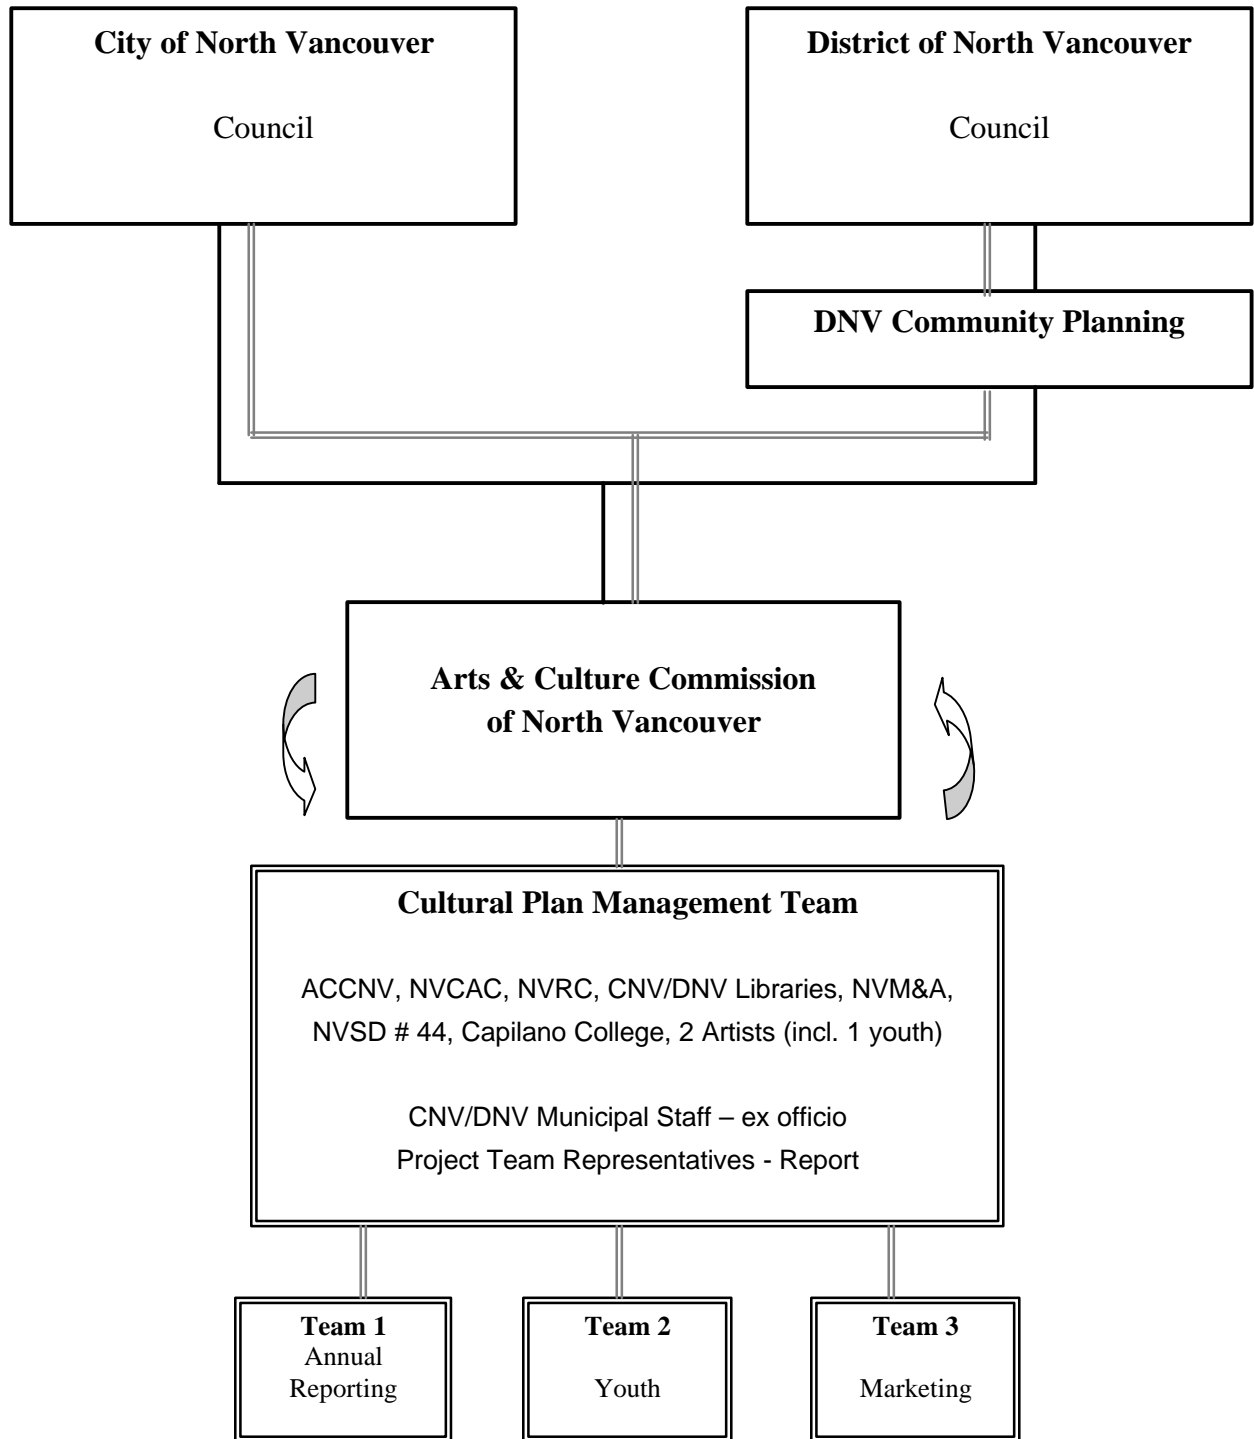 City of North Vancouver
Council
District of North Vancouver
Council
DNV Community Planning
Arts & Culture Commission
of North Vancouver
Cultural Plan Management Team
ACCNV, NVCAC, NVRC, CNV/DNV Libraries, NVM&A,
NVSD # 44, Capilano College, 2 Artists (incl. 1 youth)
CNV/DNV Municipal Staff – ex officio
Project Team Representatives - Report
Team 1
Annual
Reporting
Team 2
Youth
Team 3
Marketing